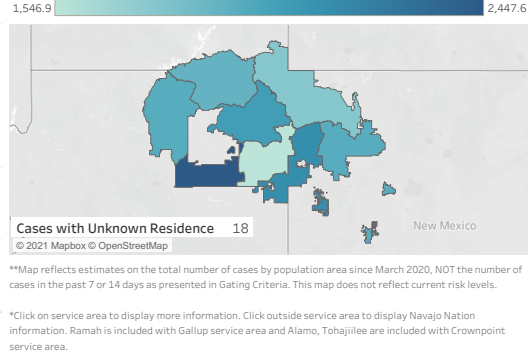 1,546.9 2,447.6
New Mexico
Cases with Unknown Residence 18
© 2021 Mapbox © OpenStreetMap
**Map reflects estimates on the total number of cases by population area since March 2020, NOT the number of
cases in the past 7 or 14 days as presented in Gating Criteria. This map does not reflect current risk levels.
*Click on service area to display more information. Click outside service area to display Navajo Nation
information. Ramah is included with Gallup service area and Alamo, Tohajiilee are included with Crownpoint
service area.